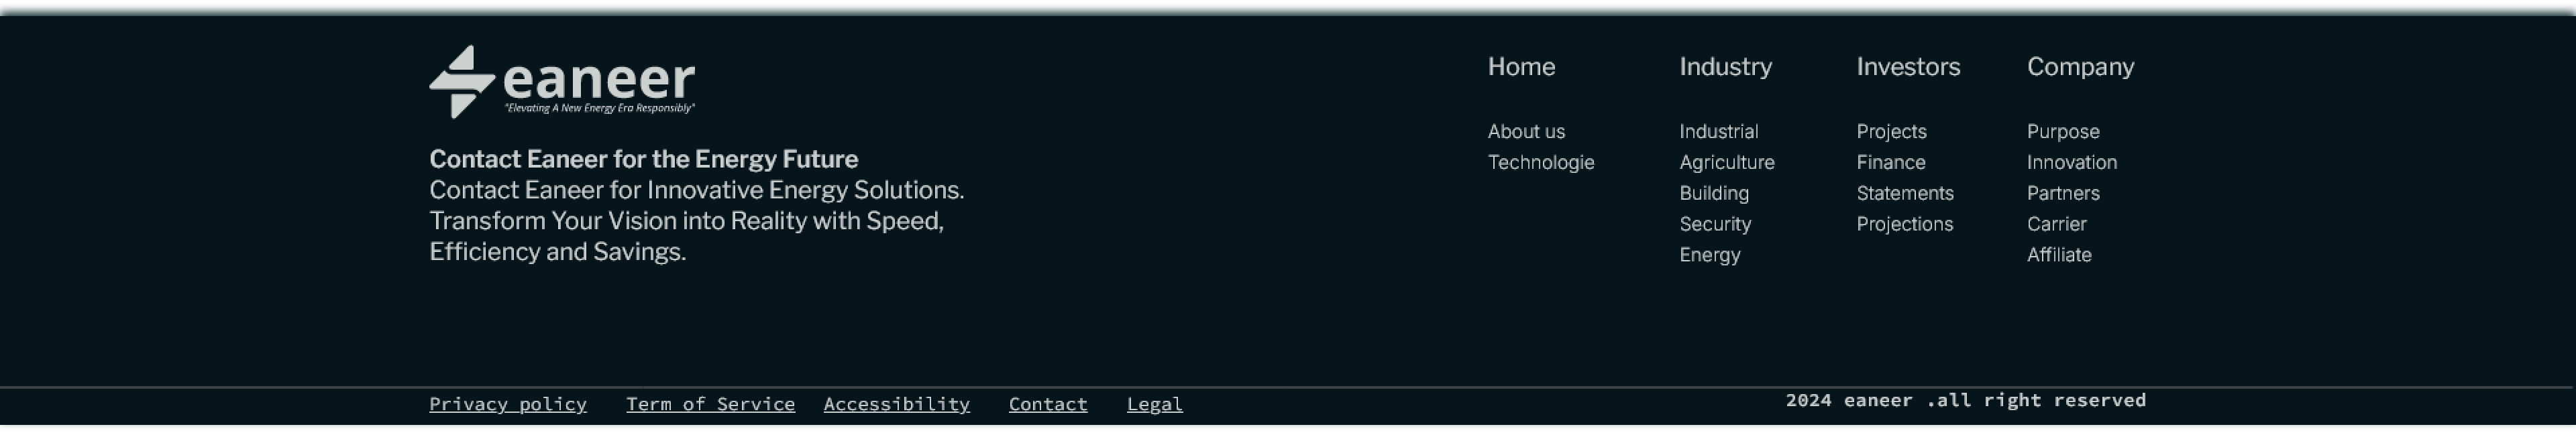 eaneer
"Elevating A New Energy Era Responsibly"
Contact Eaneer for the Energy Future
Contact Eaneer for Innovative Energy Solutions.
Transform Your Vision into Reality with Speed,
Efficiency and Savings.
Home
About us
Technologie
Industry
Industrial
Agriculture
Building
Security
Energy
Investors
Projects
Finance
Statements
Projections
Company
Purpose
Innovation
Partners
Carrier
Affiliate
Privacy policy Term of Service Accessibility Contact Legal
2024 eaneer .all right reserved